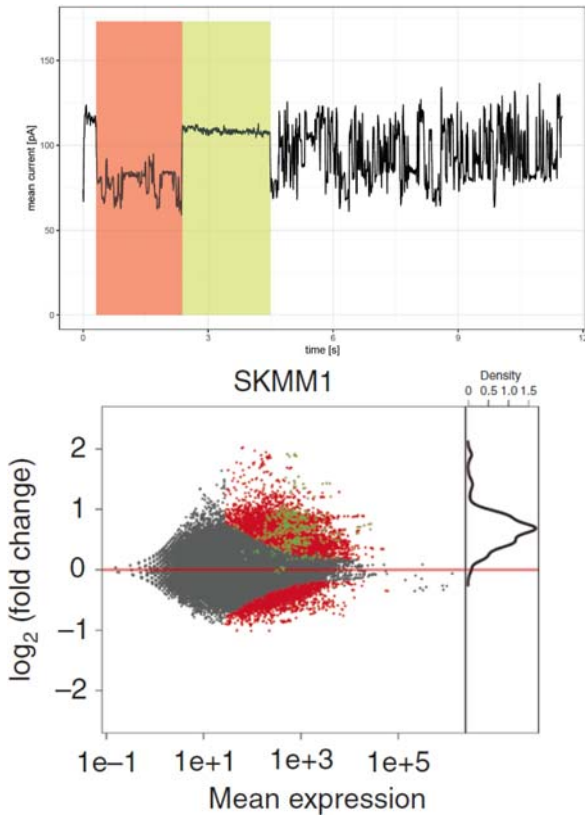 150
100
50
0
mean current [pA]
0 3 6 9 12
time [s]
SKMM1
Density
0 0.5 1.0 1.5
2
1
0
−1
−2
log2 (fold change)
1e−1 1e+1 1e+3 1e+5
Mean expression